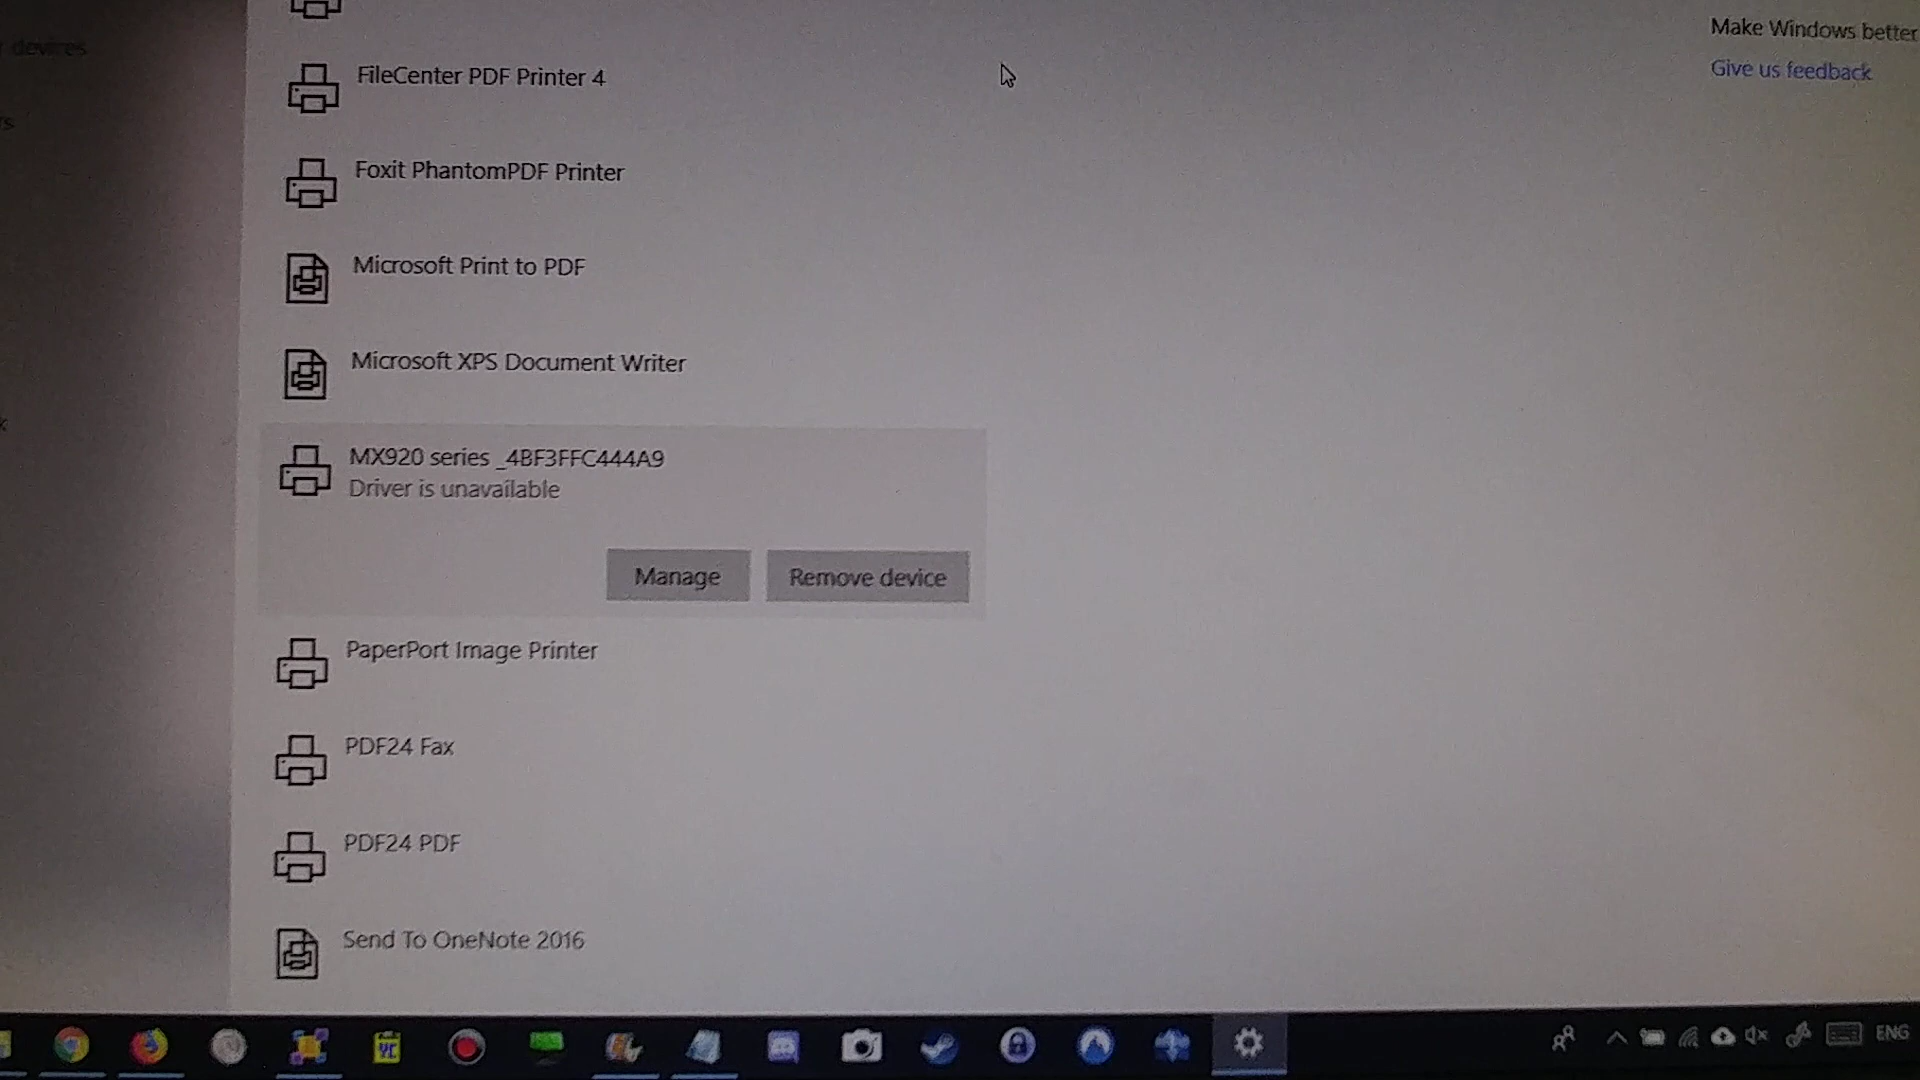 devices
Make Windows better
Give us feedback
FileCenter PDF Printer 4
Foxit PhantomPDF Printer
Microsoft Print to PDF
Microsoft XPS Document Writer
MX920 series _4BF3FFC444A9
Driver is unavailable
Manage
Remove device
PaperPort Image Printer
PDF24 Fax
PDF24 PDF
Send To OneNote 2016
ENG